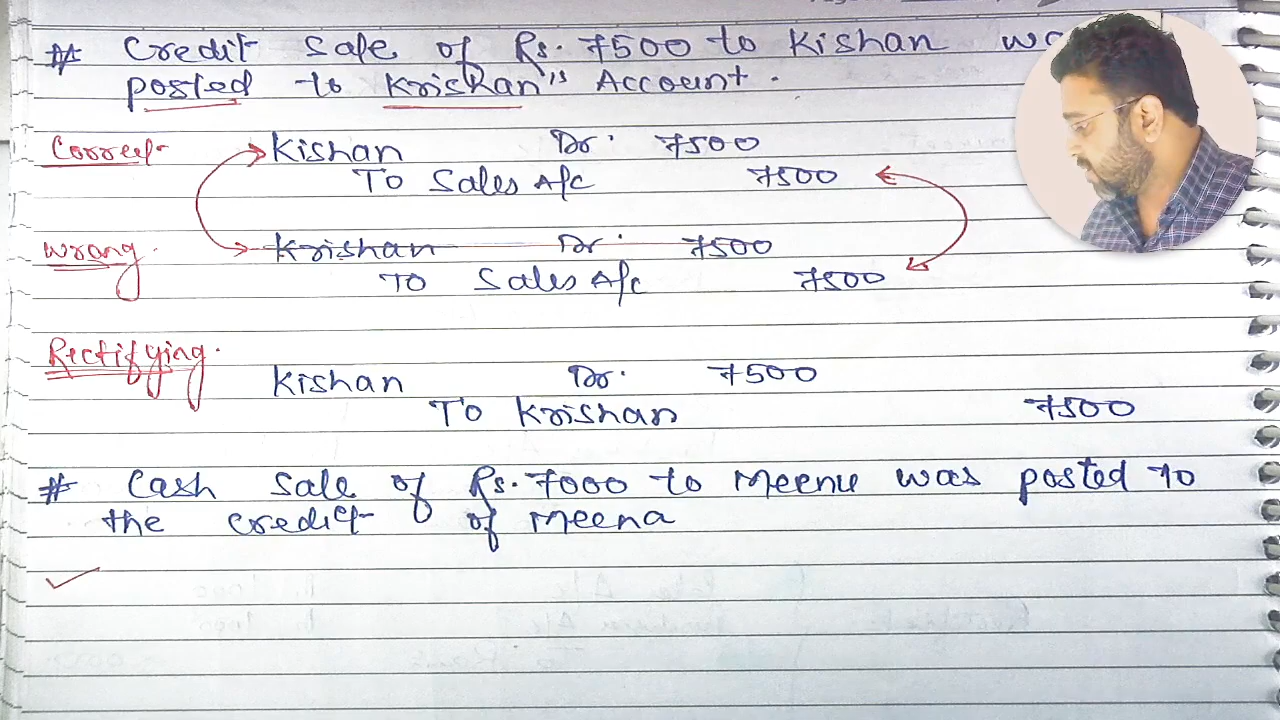 # Credit Sale of Rs. 7500 to Kishan
posted to Krishan's Account.
Correct Kishan Dr. 7500
To Sales A/c 7500
Wrong. Krishan Dr. 7500
TO Sales A/c 7500
Rectifying. Kishan Dr. 7500
TO Krishan 7500
# Cash Sale of Rs. 7000 to Meenu was posted to
the credit of Meena